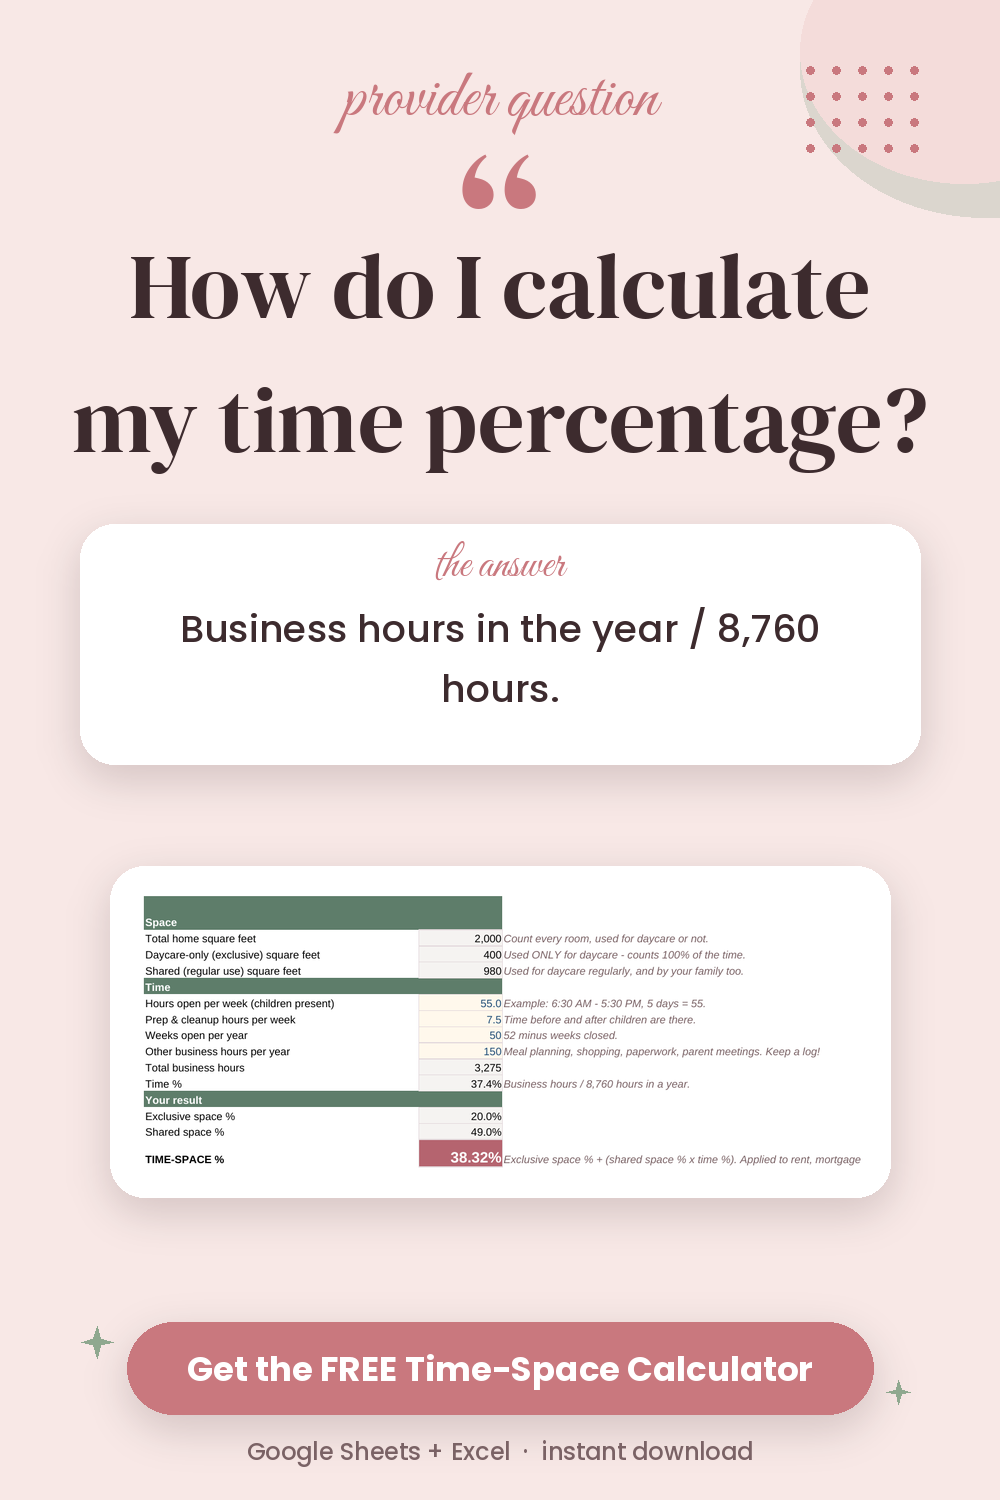 provider question
“
How do I calculate
my time percentage?
the answer
Business hours in the year / 8,760
hours.
Space
Total home square feet 2,000 Count every room, used for daycare or not.
Daycare-only (exclusive) square feet 400 Used ONLY for daycare - counts 100% of the time.
Shared (regular use) square feet 980 Used for daycare regularly, and by your family too.
Time
Hours open per week (children present) 55.0 Example: 6:30 AM - 5:30 PM, 5 days = 55.
Prep & cleanup hours per week 7.5 Time before and after children are there.
Weeks open per year 50 52 minus weeks closed.
Other business hours per year 150 Meal planning, shopping, paperwork, parent meetings. Keep a log!
Total business hours 3,275
Time % 37.4% Business hours / 8,760 hours in a year.
Your result
Exclusive space % 20.0%
Shared space % 49.0%
TIME-SPACE % 38.32% Exclusive space % + (shared space % x time %). Applied to rent, mortgage
Get the FREE Time-Space Calculator
Google Sheets + Excel · instant download